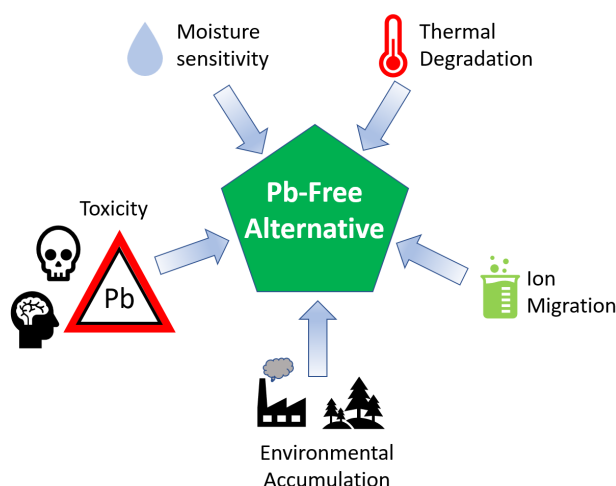 Moisture
sensitivity
Thermal
Degradation
Pb-Free
Alternative
Toxicity
Pb
Ion
Migration
Environmental
Accumulation